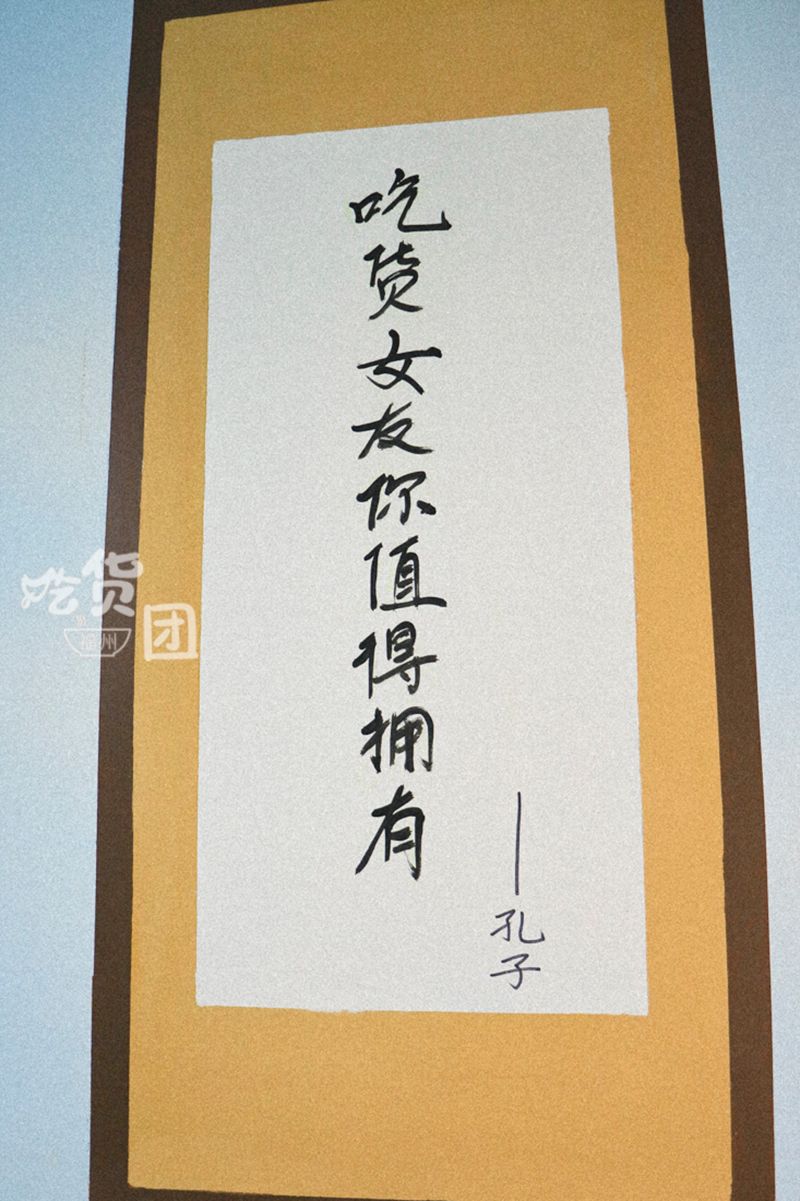 吃货女友你值得拥有
——孔子
吃货
福州
团